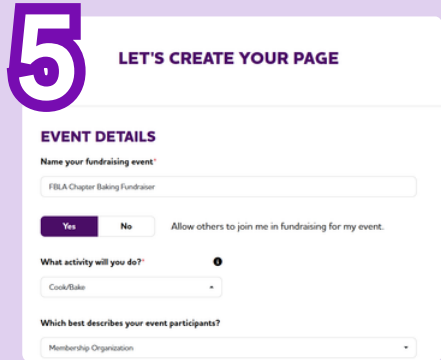 5
LET'S CREATE YOUR PAGE
EVENT DETAILS
Name your fundraising event*
FBLA Chapter Baking Fundraiser
Yes No Allow others to join me in fundraising for my event.
What activity will you do?*
Cook/Bake
Which best describes your event participants?
Membership Organization